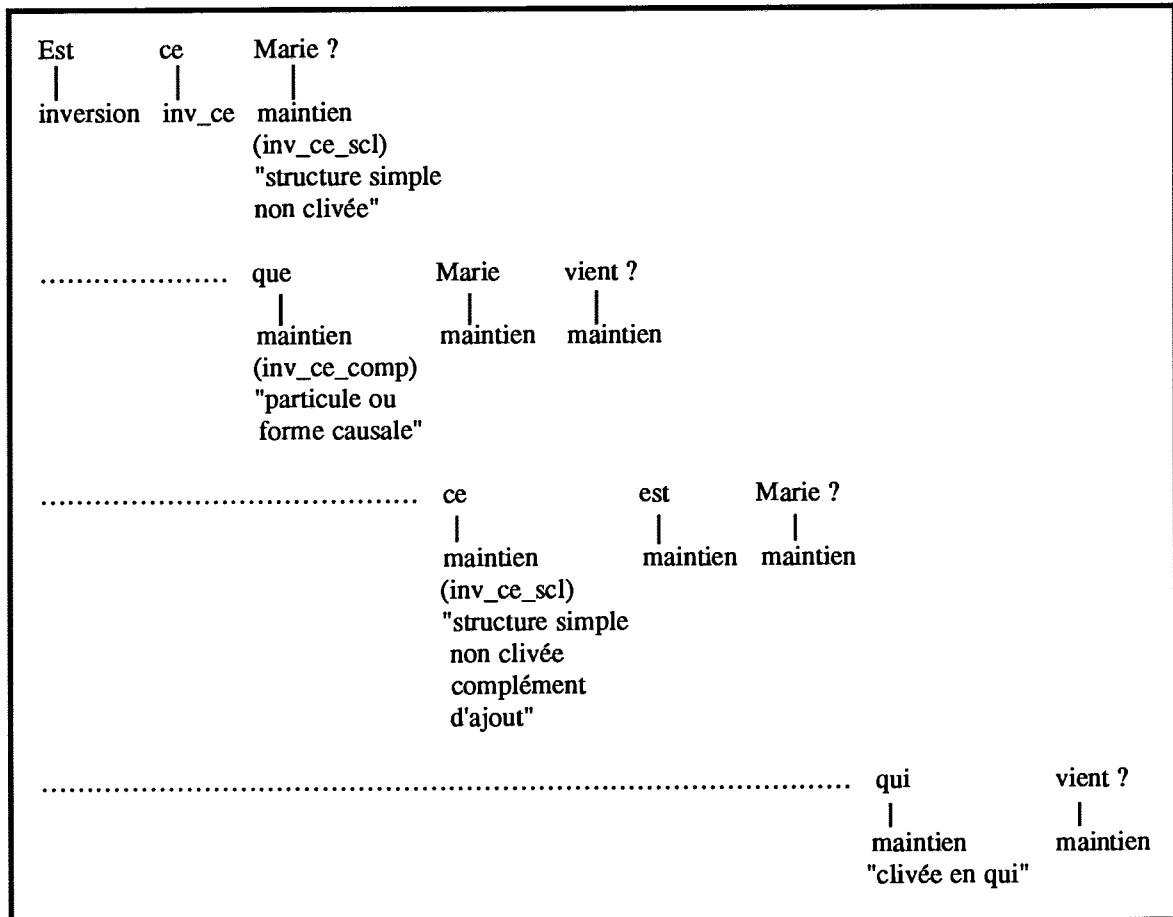 Est ce Marie ?
inversion inv_ce maintien
(inv_ce_scl)
"structure simple
non clivée"
..................... que Marie vient ?
maintien maintien maintien
(inv_ce_comp)
"particule ou
forme causale"
.......................................... ce est Marie ?
maintien maintien maintien
(inv_ce_scl)
"structure simple
non clivée
complément
d'ajout"
.......................................................................................... qui vient ?
maintien maintien
"clivée en qui"